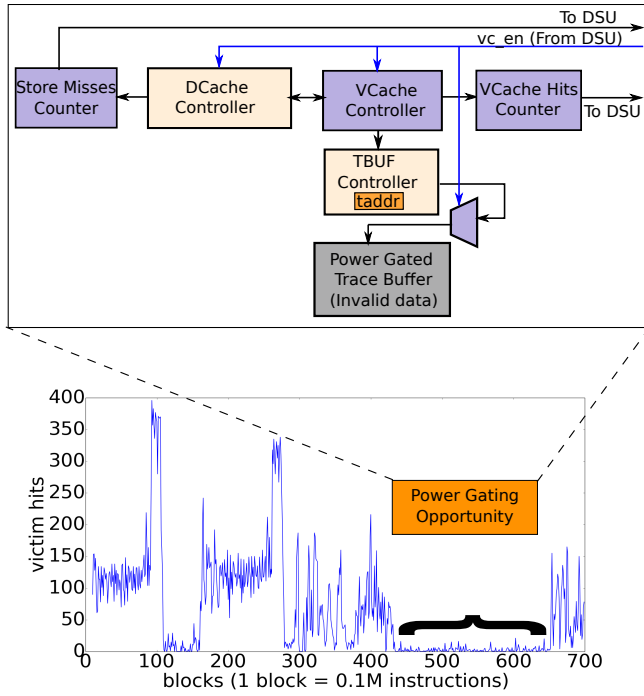 To DSU
vc_en (From DSU)
Store Misses
Counter
DCache
Controller
VCache
Controller
VCache Hits
Counter
To DSU
TBUF
Controller
taddr
Power Gated
Trace Buffer
(Invalid data)
400
350
300
250
200
150
100
50
0
victim hits
Power Gating
Opportunity
0 100 200 300 400 500 600 700
blocks (1 block = 0.1M instructions)